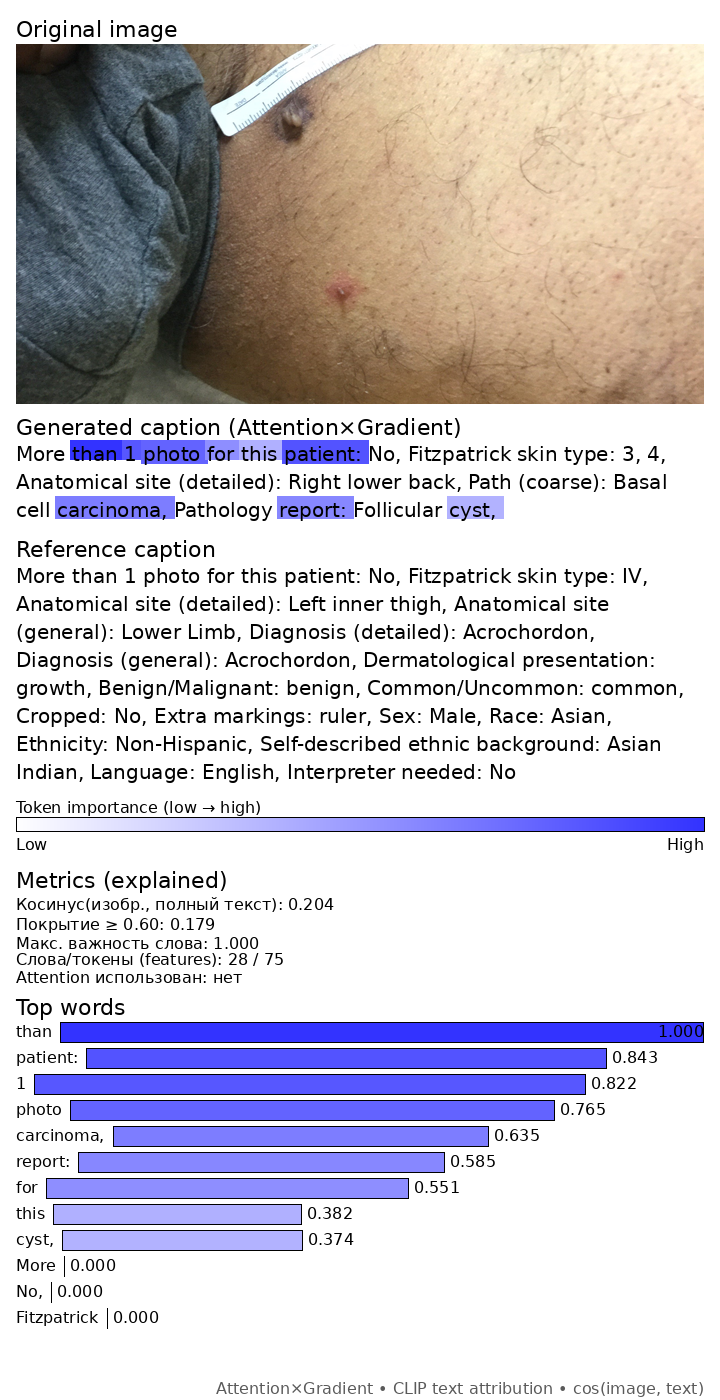 Original image
Generated caption (Attention×Gradient)
More than 1 photo for this patient: No, Fitzpatrick skin type: 3, 4,
Anatomical site (detailed): Right lower back, Path (coarse): Basal
cell carcinoma, Pathology report: Follicular cyst,
Reference caption
More than 1 photo for this patient: No, Fitzpatrick skin type: IV,
Anatomical site (detailed): Left inner thigh, Anatomical site
(general): Lower Limb, Diagnosis (detailed): Acrochordon,
Diagnosis (general): Acrochordon, Dermatological presentation:
growth, Benign/Malignant: benign, Common/Uncommon: common,
Cropped: No, Extra markings: ruler, Sex: Male, Race: Asian,
Ethnicity: Non-Hispanic, Self-described ethnic background: Asian
Indian, Language: English, Interpreter needed: No
Token importance (low → high)
Low High
Metrics (explained)
Косинус(изобр., полный текст): 0.204
Покрытие ≥ 0.60: 0.179
Макс. важность слова: 1.000
Слова/токены (features): 28 / 75
Attention использован: нет
Top words
than 1.000
patient: 0.843
1 0.822
photo 0.765
carcinoma, 0.635
report: 0.585
for 0.551
this 0.382
cyst, 0.374
More 0.000
No, 0.000
Fitzpatrick 0.000
Attention×Gradient • CLIP text attribution • cos(image, text)